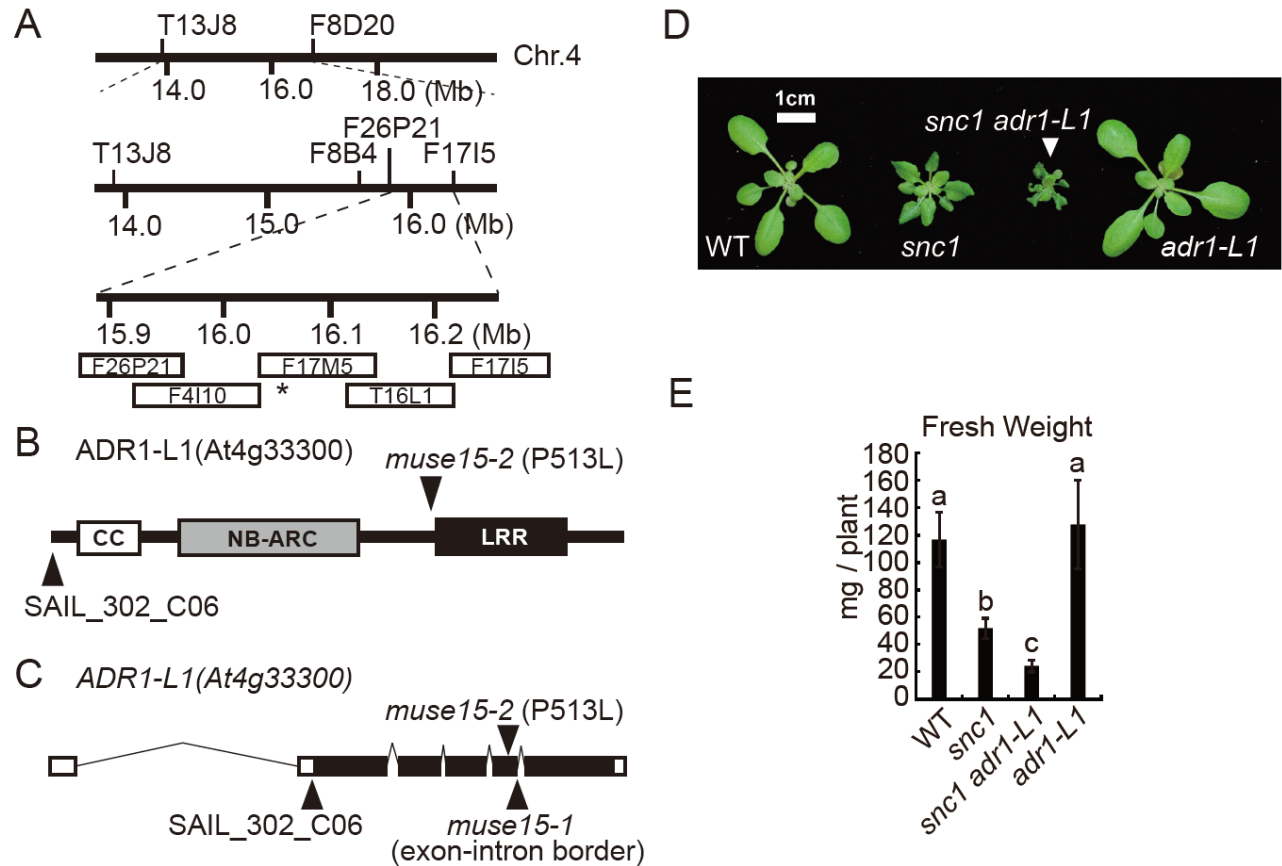 A
T13J8 F8D20
Chr.4
14.0 16.0 18.0 (Mb)
F26P21
T13J8 F8B4 F17I5
14.0 15.0 16.0 (Mb)
15.9 16.0 16.1 16.2 (Mb)
F26P21 F17M5 F17I5
F4I10 * T16L1
B
ADR1-L1(At4g33300)
muse15-2 (P513L)
CC NB-ARC LRR
SAIL_302_C06
C
ADR1-L1(At4g33300)
muse15-2 (P513L)
SAIL_302_C06
muse15-1
(exon-intron border)
D
1cm
snc1 adr1-L1
WT
snc1
adr1-L1
E
Fresh Weight
mg / plant
180
160
140
120
100
80
60
40
20
0
a
b
c
a
WT
snc1
snc1 adr1-L1
adr1-L1